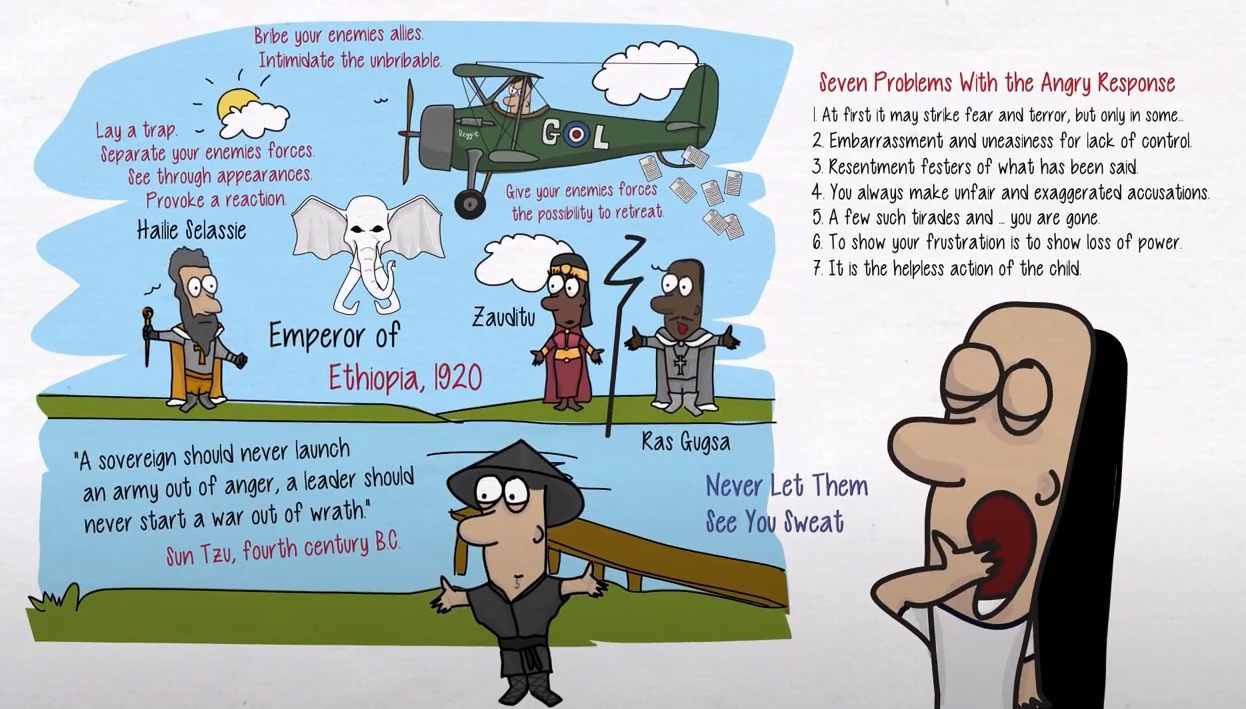 Bribe your enemies allies.
Intimidate the unbribable.
Lay a trap.
Separate your enemies forces.
See through appearances.
Provoke a reaction.
Reggie
G L
Give your enemies forces
the possibility to retreat.
Hailie Selassie
Zauditu
Emperor of
Ethiopia, 1920
Ras Gugsa
"A sovereign should never launch
an army out of anger, a leader should
never start a war out of wrath."
Sun Tzu, fourth century B.C.
Never Let Them
See You Sweat
Seven Problems With the Angry Response
1. At first it may strike fear and terror, but only in some...
2. Embarrassment and uneasiness for lack of control.
3. Resentment festers of what has been said.
4. You always make unfair and exaggerated accusations.
5. A few such tirades and ... you are gone.
6. To show your frustration is to show loss of power.
7. It is the helpless action of the child.